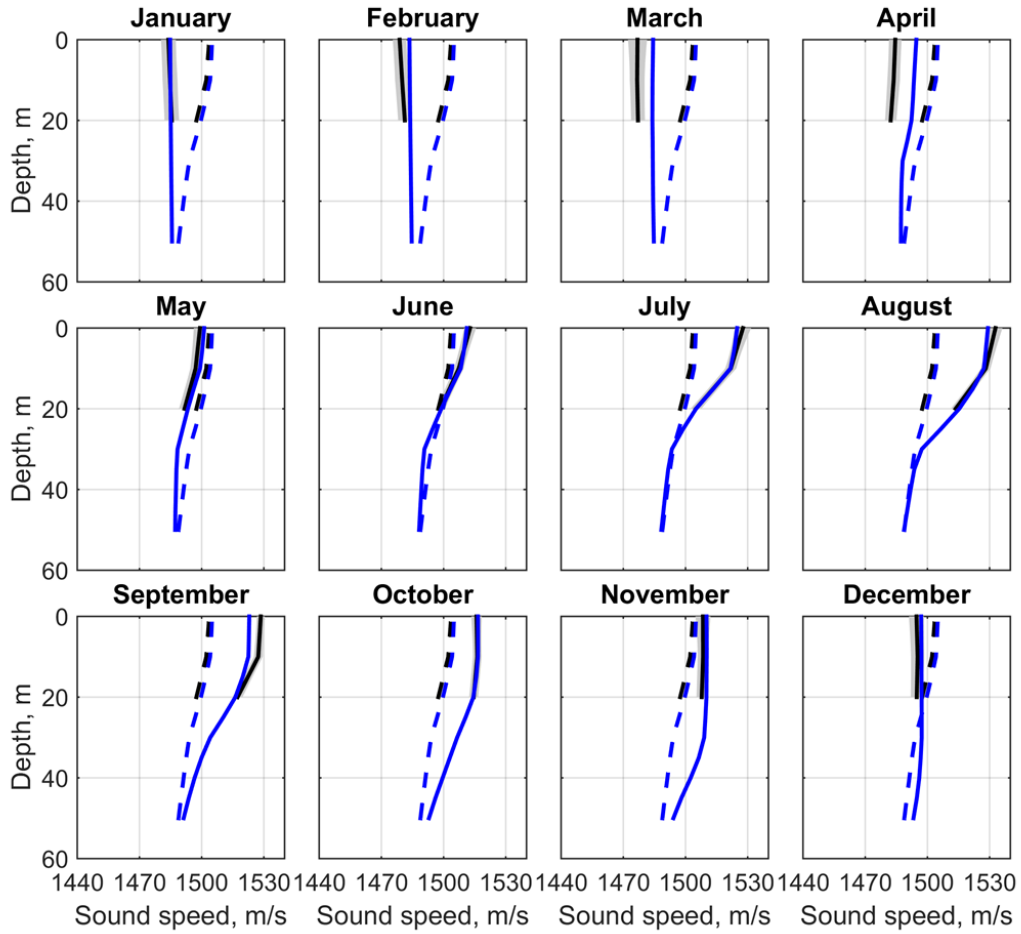 January February March April
0
20
40
60
Depth, m
May June July August
0
20
40
60
Depth, m
September October November December
0
20
40
60
Depth, m
1440 1470 1500 1530 1440 1470 1500 1530 1440 1470 1500 1530 1440 1470 1500 1530
Sound speed, m/s Sound speed, m/s Sound speed, m/s Sound speed, m/s